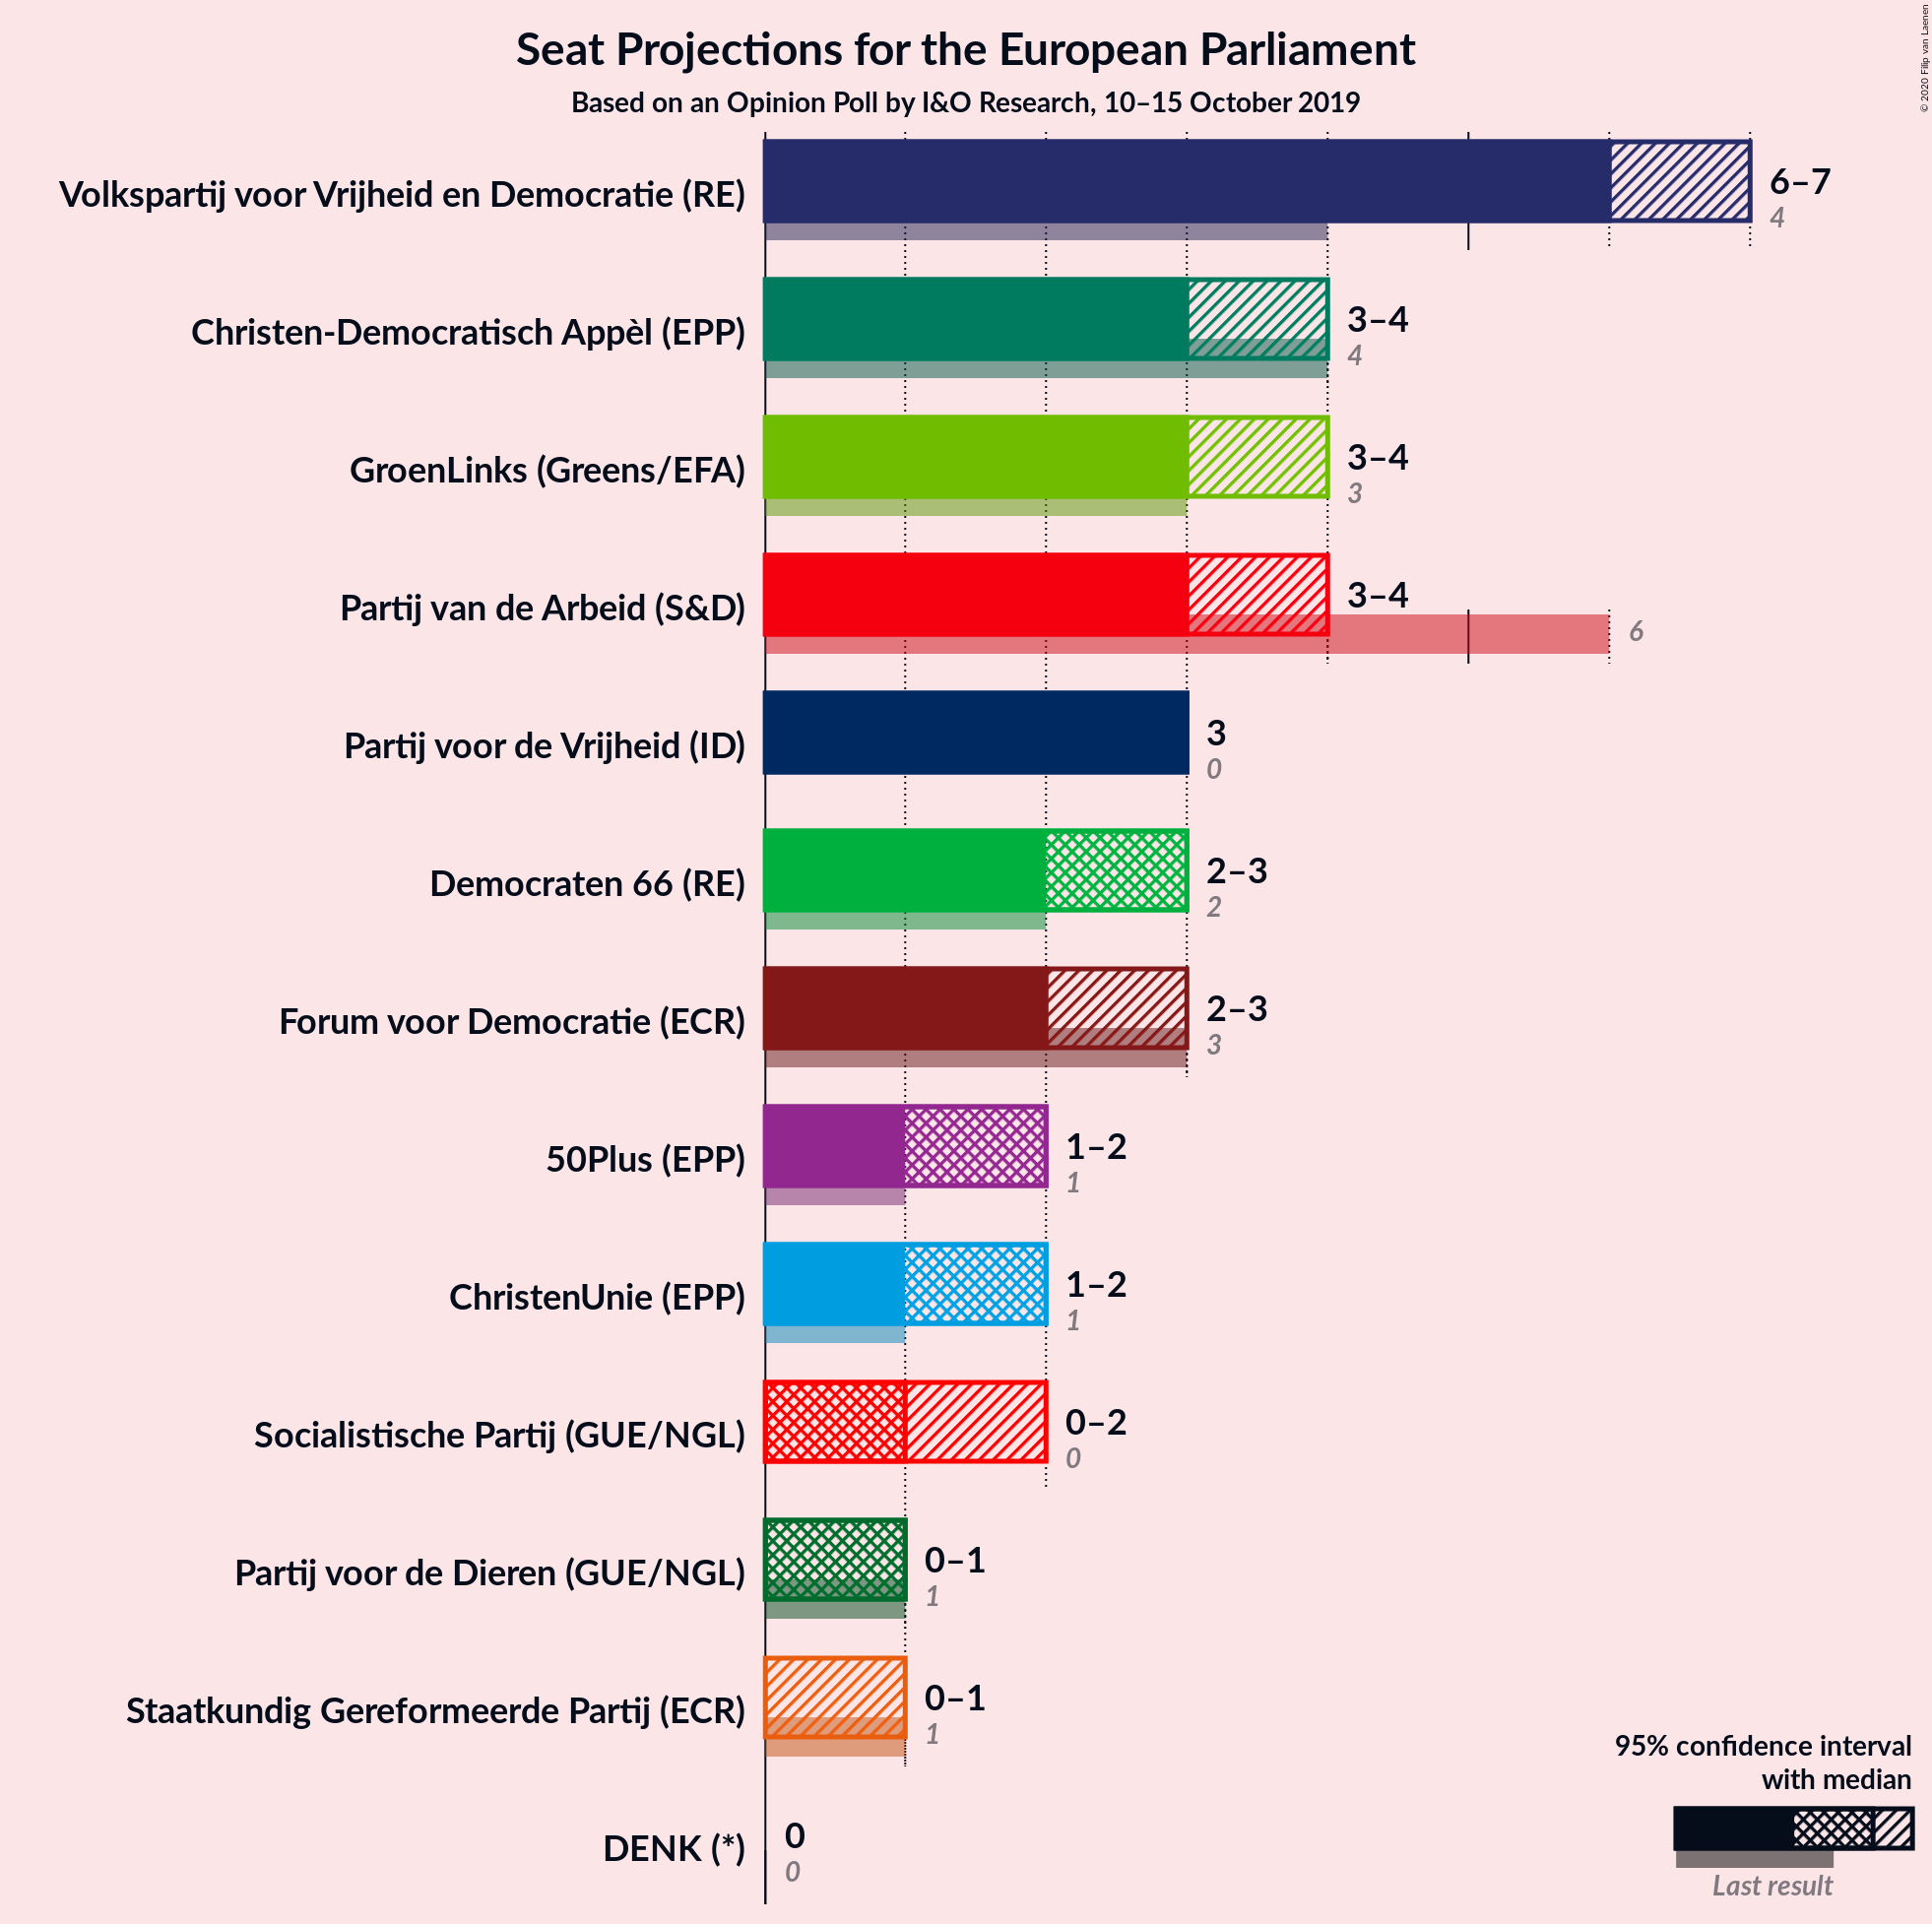 Seat Projections for the European Parliament
Based on an Opinion Poll by I&O Research, 10–15 October 2019
© 2020 Filip van Laenen
Volkspartij voor Vrijheid en Democratie (RE)
6–7
4
Christen-Democratisch Appèl (EPP)
3–4
4
GroenLinks (Greens/EFA)
3–4
3
Partij van de Arbeid (S&D)
3–4
6
Partij voor de Vrijheid (ID)
3
0
Democraten 66 (RE)
2–3
2
Forum voor Democratie (ECR)
2–3
3
50Plus (EPP)
1–2
1
ChristenUnie (EPP)
1–2
1
Socialistische Partij (GUE/NGL)
0–2
0
Partij voor de Dieren (GUE/NGL)
0–1
1
Staatkundig Gereformeerde Partij (ECR)
0–1
1
DENK (*)
0
0
95% confidence interval
with median
Last result